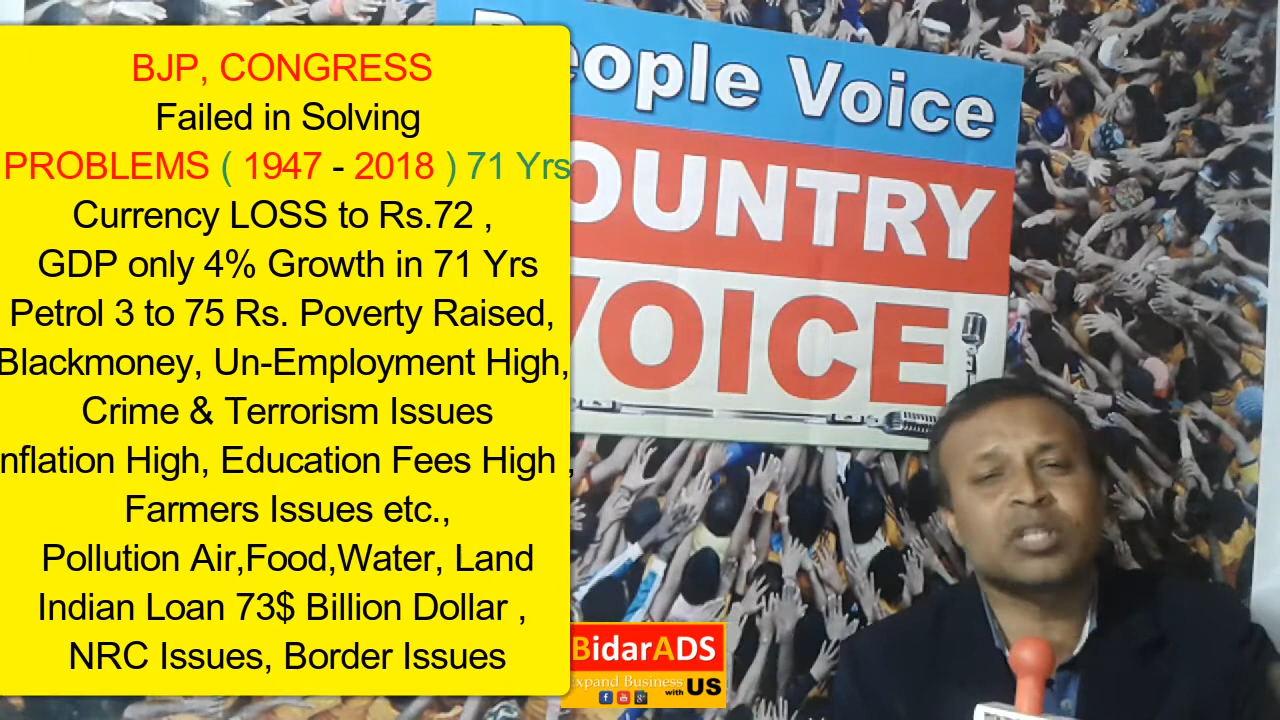 BJP, CONGRESS
Failed in Solving
PROBLEMS ( 1947 - 2018 ) 71 Yrs
Currency LOSS to Rs.72 ,
GDP only 4% Growth in 71 Yrs
Petrol 3 to 75 Rs. Poverty Raised,
Blackmoney, Un-Employment High,
Crime & Terrorism Issues
nflation High, Education Fees High ,
Farmers Issues etc.,
Pollution Air,Food,Water, Land
Indian Loan 73$ Billion Dollar ,
NRC Issues, Border Issues
People Voice
OUNTRY
VOICE
BidarADS
Expand Business
with US